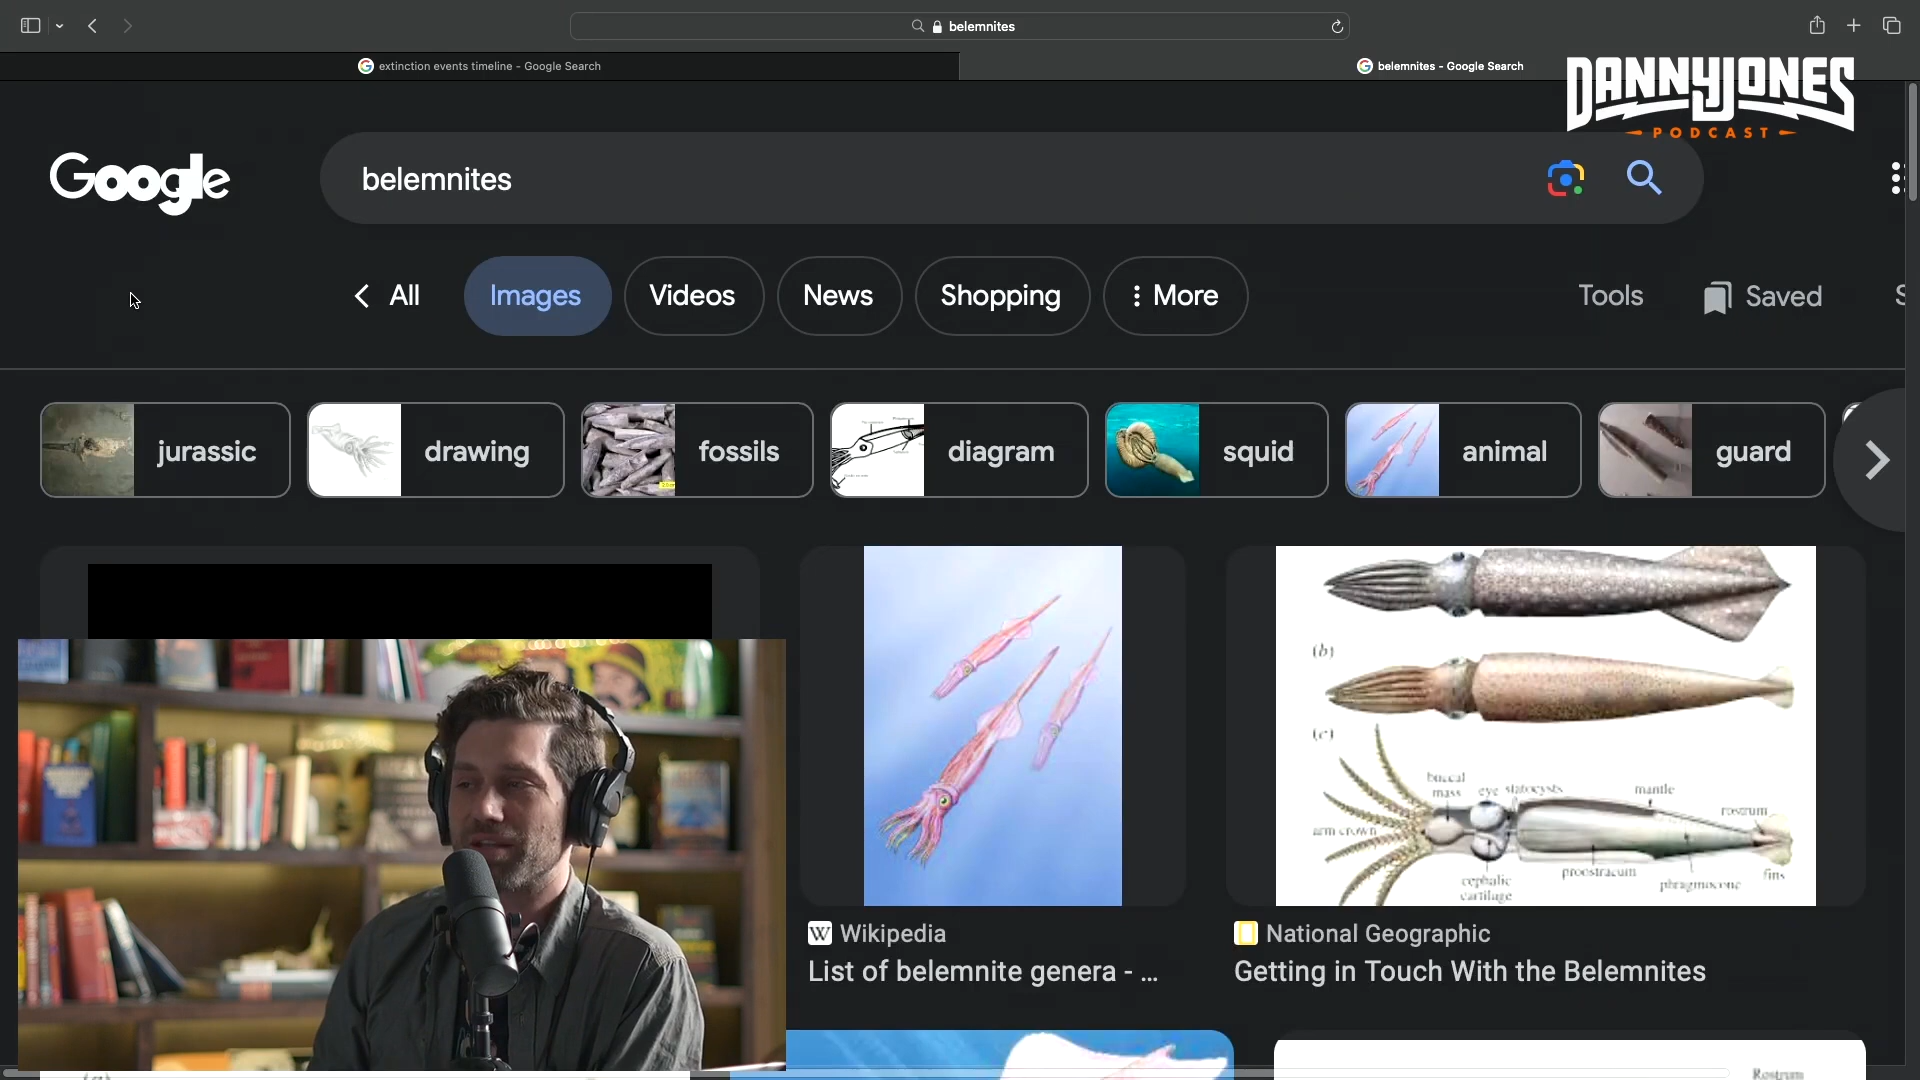 belemnites
extinction events timeline - Google Search
belemnites - Google Search
DANNY JONES
PODCAST
Google
belemnites
All
Images
Videos
News
Shopping
More
Tools
Saved
jurassic
drawing
fossils
diagram
squid
animal
guard
(b)
(c)
buccal
mass
eye
statocysts
mantle
rostrum
arm crown
cephalic
cartilage
proostracum
phragmocone
fins
W Wikipedia
List of belemnite genera - ...
National Geographic
Getting in Touch With the Belemnites
Rostrum